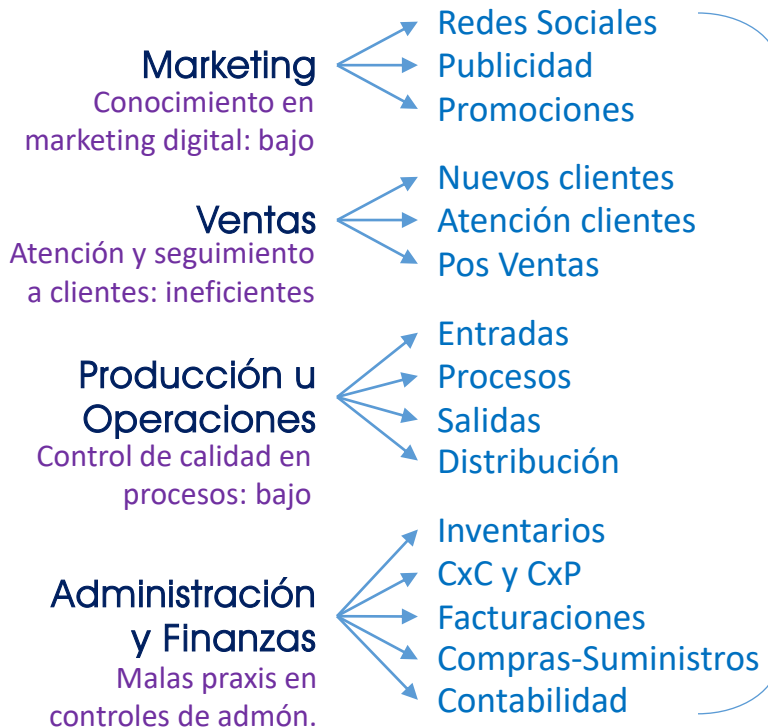 Marketing
Conocimiento en
marketing digital: bajo
Redes Sociales
Publicidad
Promociones
Ventas
Atención y seguimiento
a clientes: ineficientes
Nuevos clientes
Atención clientes
Pos Ventas
Producción u
Operaciones
Control de calidad en
procesos: bajo
Entradas
Procesos
Salidas
Distribución
Administración
y Finanzas
Malas praxis en
controles de admón.
Inventarios
CxC y CxP
Facturaciones
Compras-Suministros
Contabilidad